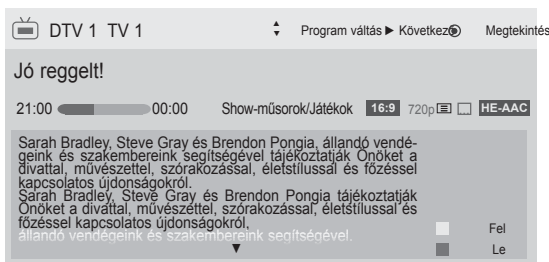 DTV 1 TV 1 Program váltás Következő Megtekintés
Jó reggelt!
21:00 00:00 Show-műsorok/Játékok 16:9 720p HE-AAC
Sarah Bradley, Steve Gray és Brendon Pongia, állandó vendé-
geink és szakembereink segítségével tájékoztatják Önöket a
divattal, művészettel, szórakozással, életstílussal és főzéssel
kapcsolatos újdonságokról.
Sarah Bradley, Steve Gray és Brendon Pongia tájékoztatják
Önöket a divattal, művészettel, szórakozással, életstílussal és
főzéssel kapcsolatos újdonságokról,
állandó vendégeink és szakembereink segítségével.
Fel
Le